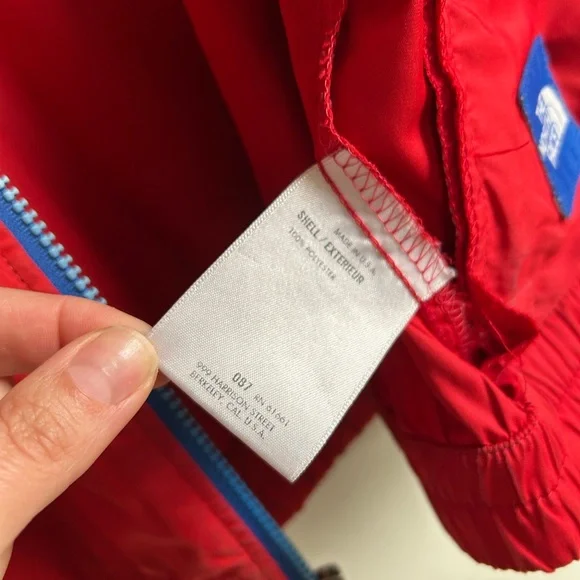 MADE IN U.S.A.
SHELL/EXTERIEUR
100% POLYESTER
087 RN 61661
999 HARRISON STREET
BERKELEY, CAL. U.S.A.